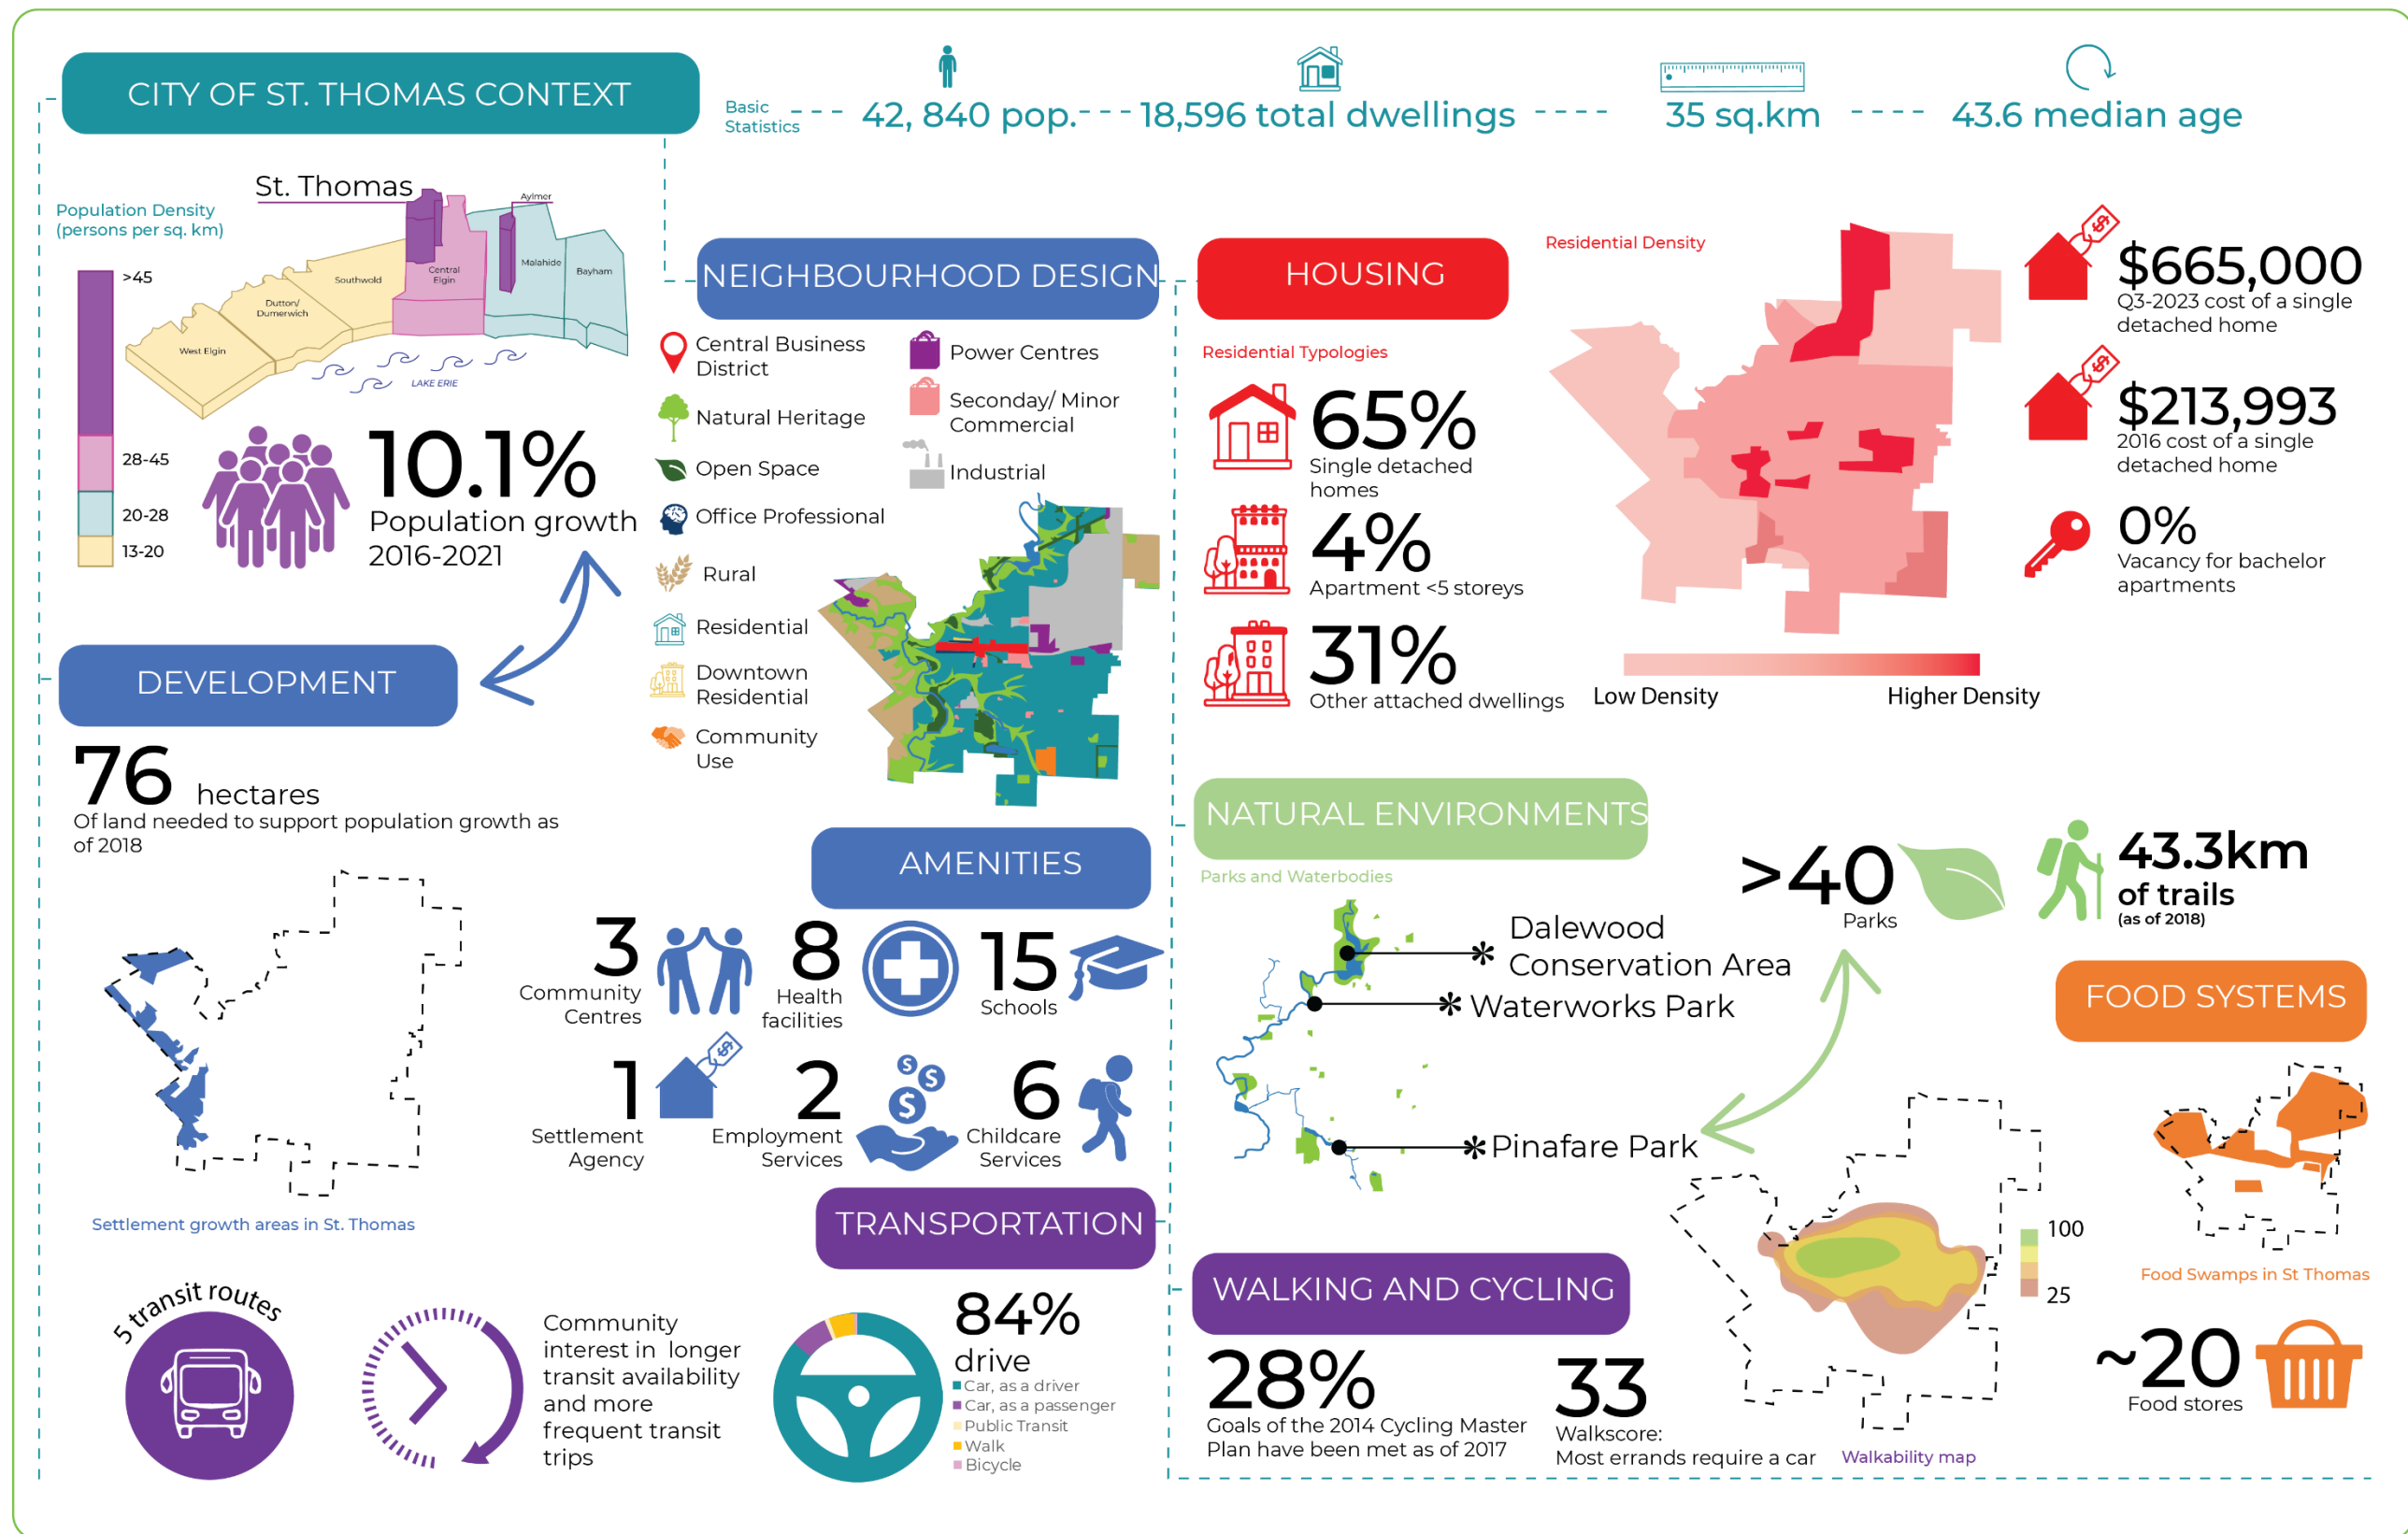 CITY OF ST. THOMAS CONTEXT
Basic
Statistics
42, 840 pop.
18,596 total dwellings
35 sq.km
43.6 median age
St. Thomas
Population Density
(persons per sq. km)
>45
28-45
20-28
13-20
Aylmer
Malahide
Bayham
Central
Elgin
Southwold
Dutton/
Dumerwich
West Elgin
LAKE ERIE
10.1%
Population growth
2016-2021
NEIGHBOURHOOD DESIGN
Central Business
District
Natural Heritage
Open Space
Office Professional
Rural
Residential
Downtown
Residential
Community
Use
Power Centres
Seconday/ Minor
Commercial
Industrial
HOUSING
Residential Typologies
65%
Single detached
homes
4%
Apartment <5 storeys
31%
Other attached dwellings
Residential Density
Low Density
Higher Density
$665,000
Q3-2023 cost of a single
detached home
$213,993
2016 cost of a single
detached home
0%
Vacancy for bachelor
apartments
DEVELOPMENT
76 hectares
Of land needed to support population growth as
of 2018
Settlement growth areas in St. Thomas
AMENITIES
3
Community
Centres
8
Health
facilities
15
Schools
1
Settlement
Agency
2
Employment
Services
6
Childcare
Services
NATURAL ENVIRONMENTS
Parks and Waterbodies
Dalewood
Conservation Area
Waterworks Park
Pinafare Park
>40
Parks
43.3km
of trails
(as of 2018)
FOOD SYSTEMS
Food Swamps in St Thomas
~20
Food stores
TRANSPORTATION
5 transit routes
Community
interest in longer
transit availability
and more
frequent transit
trips
84%
drive
Car, as a driver
Car, as a passenger
Public Transit
Walk
Bicycle
WALKING AND CYCLING
28%
Goals of the 2014 Cycling Master
Plan have been met as of 2017
33
Walkscore:
Most errands require a car
Walkability map
100
25